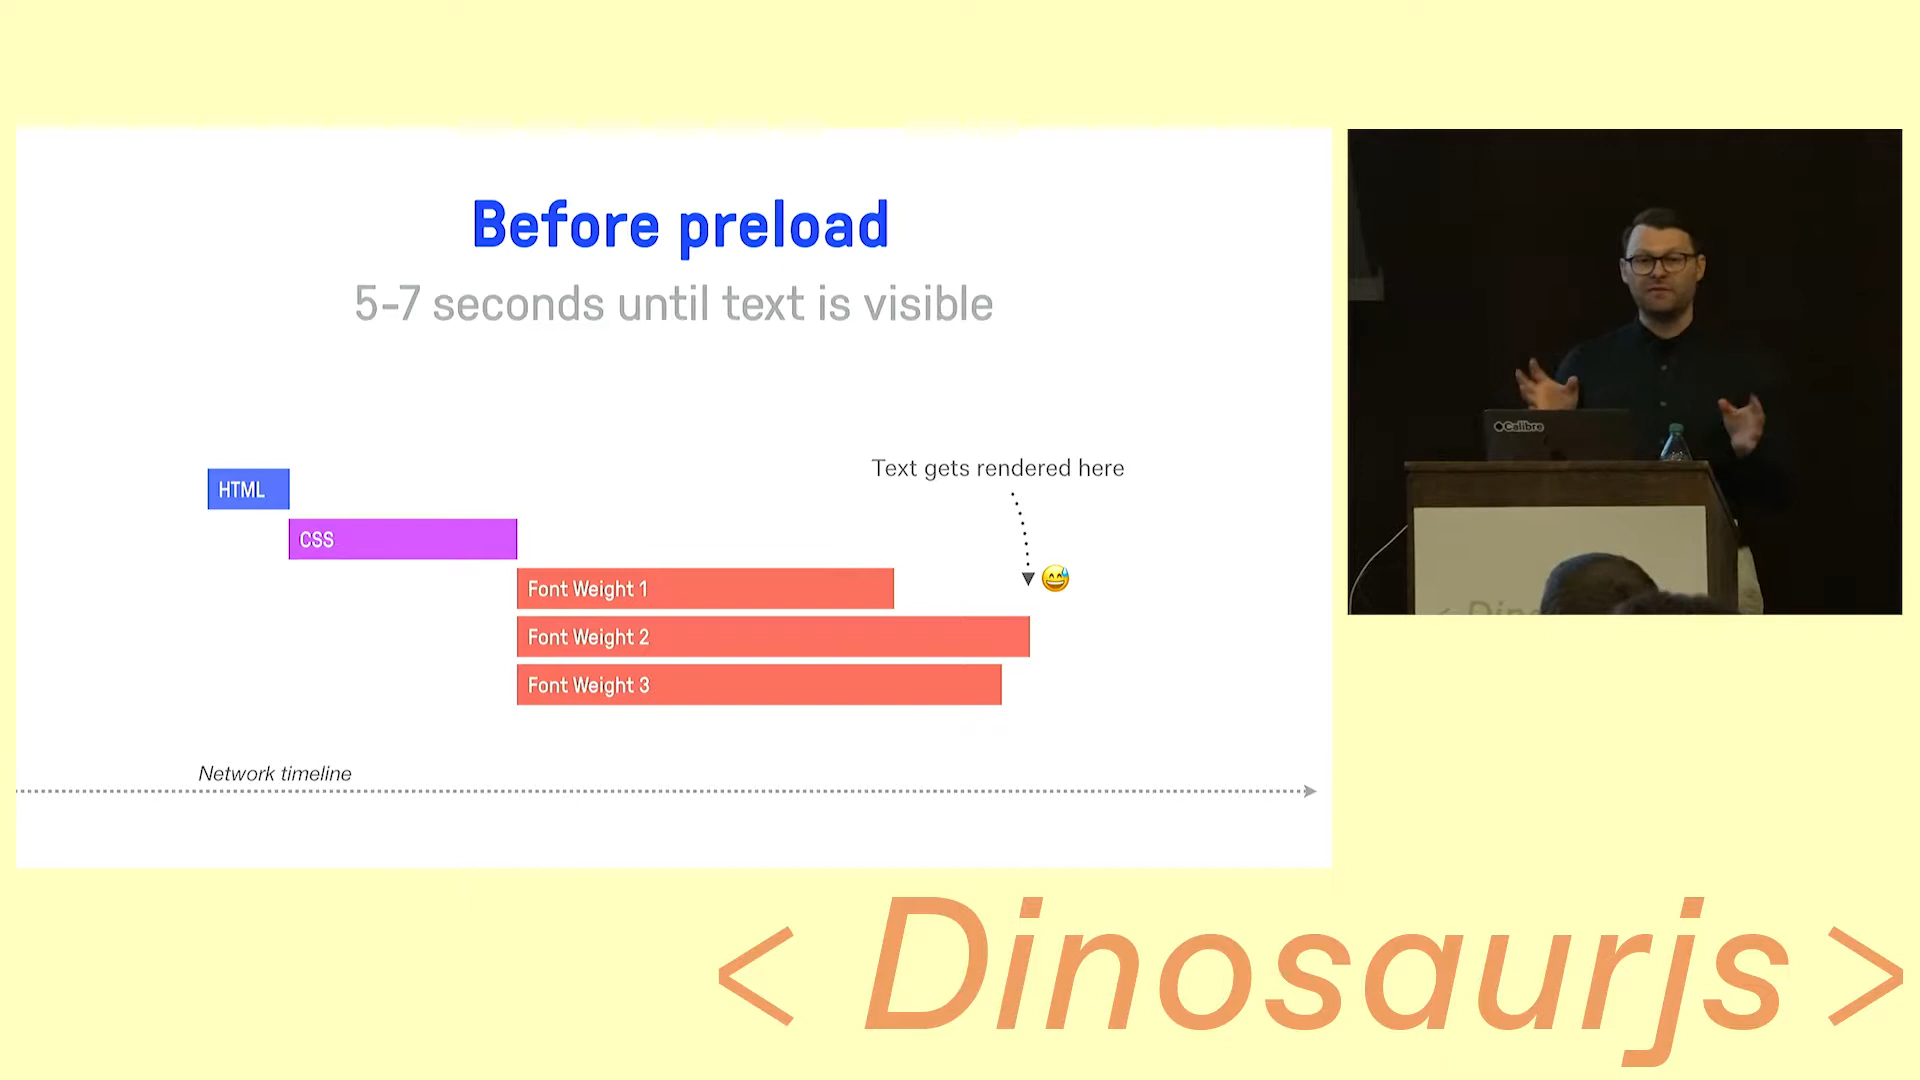 Before preload
5-7 seconds until text is visible
Text gets rendered here
HTML
CSS
Font Weight 1
Font Weight 2
Font Weight 3
Network timeline
Calibre
< Dinosaurjs >